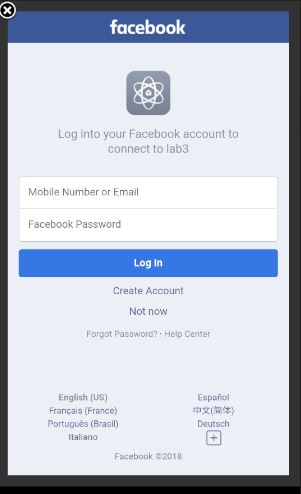 facebook
Log into your Facebook account to
connect to lab3
Mobile Number or Email
Facebook Password
Log In
Create Account
Not now
Forgot Password? · Help Center
English (US)
Español
Français (France)
中文(简体)
Português (Brasil)
Deutsch
Italiano
Facebook ©2018